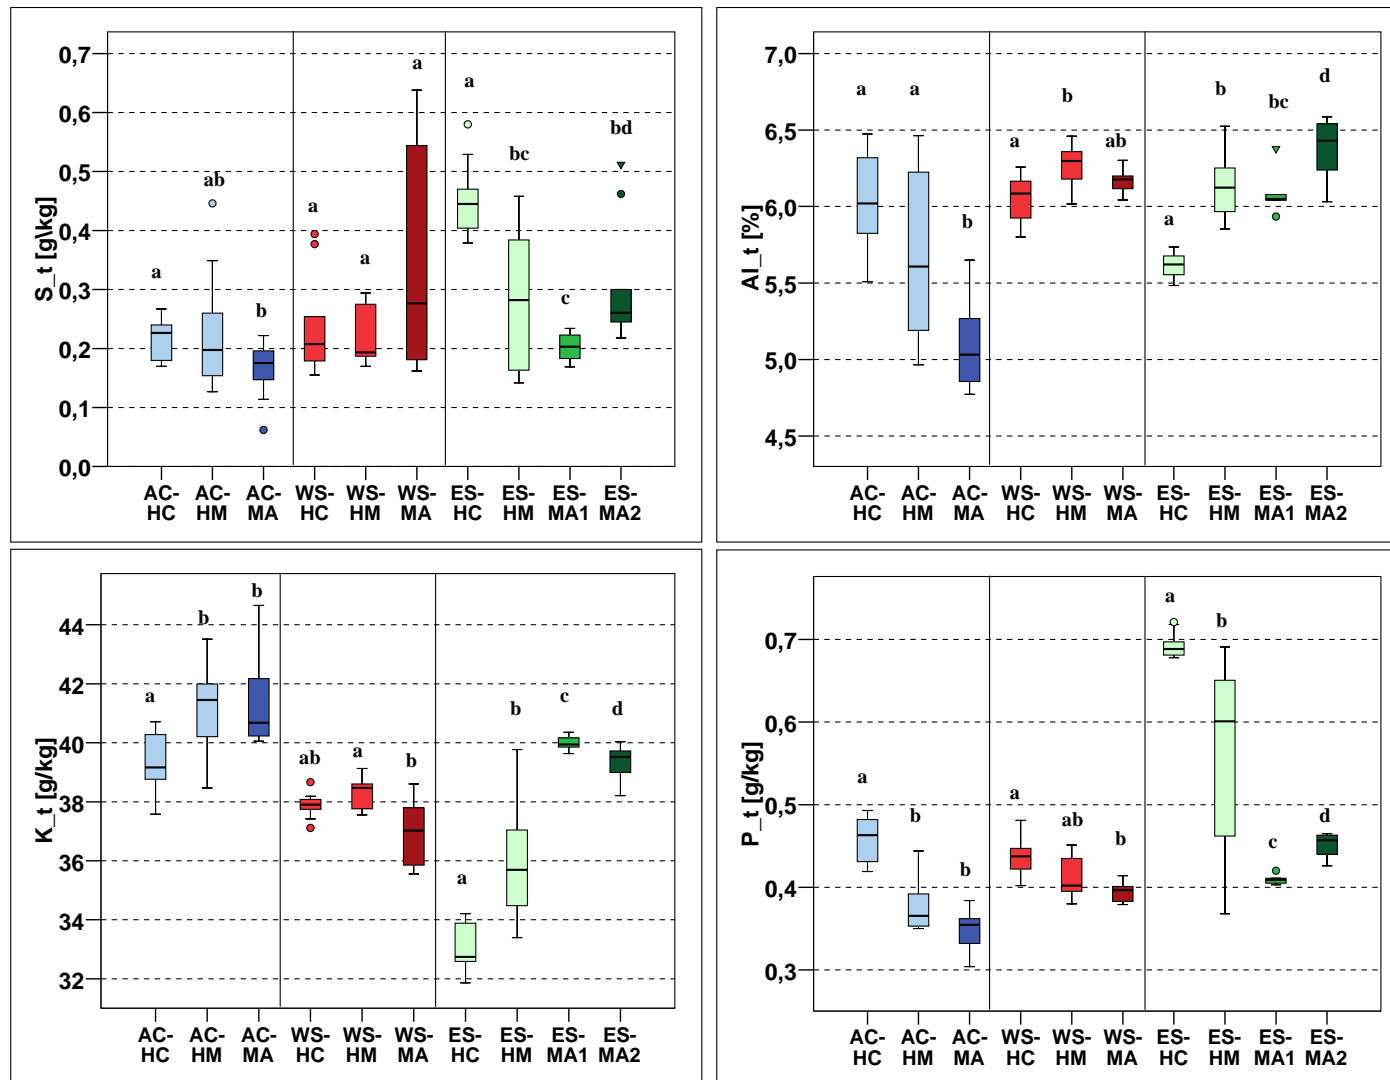 S_t [g\kg]
0,7
0,6
0,5
0,4
0,3
0,2
0,1
0,0
a
ab
b
a
a
a
a
bc
c
bd
AC-HC
AC-HM
AC-MA
WS-HC
WS-HM
WS-MA
ES-HC
ES-HM
ES-MA1
ES-MA2
Al_t [%]
7,0
6,5
6,0
5,5
5,0
4,5
a
a
b
a
b
ab
a
b
bc
d
AC-HC
AC-HM
AC-MA
WS-HC
WS-HM
WS-MA
ES-HC
ES-HM
ES-MA1
ES-MA2
K_t [g/kg]
44
42
40
38
36
34
32
a
b
b
ab
a
b
a
b
c
d
AC-HC
AC-HM
AC-MA
WS-HC
WS-HM
WS-MA
ES-HC
ES-HM
ES-MA1
ES-MA2
P_t [g/kg]
0,7
0,6
0,5
0,4
0,3
a
b
b
a
ab
b
a
b
c
d
AC-HC
AC-HM
AC-MA
WS-HC
WS-HM
WS-MA
ES-HC
ES-HM
ES-MA1
ES-MA2